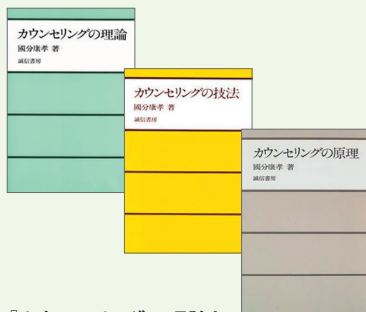 カウンセリングの理論
國分康孝 著
誠信書房
カウンセリングの技法
國分康孝 著
誠信書房
カウンセリングの原理
國分康孝 著
誠信書房